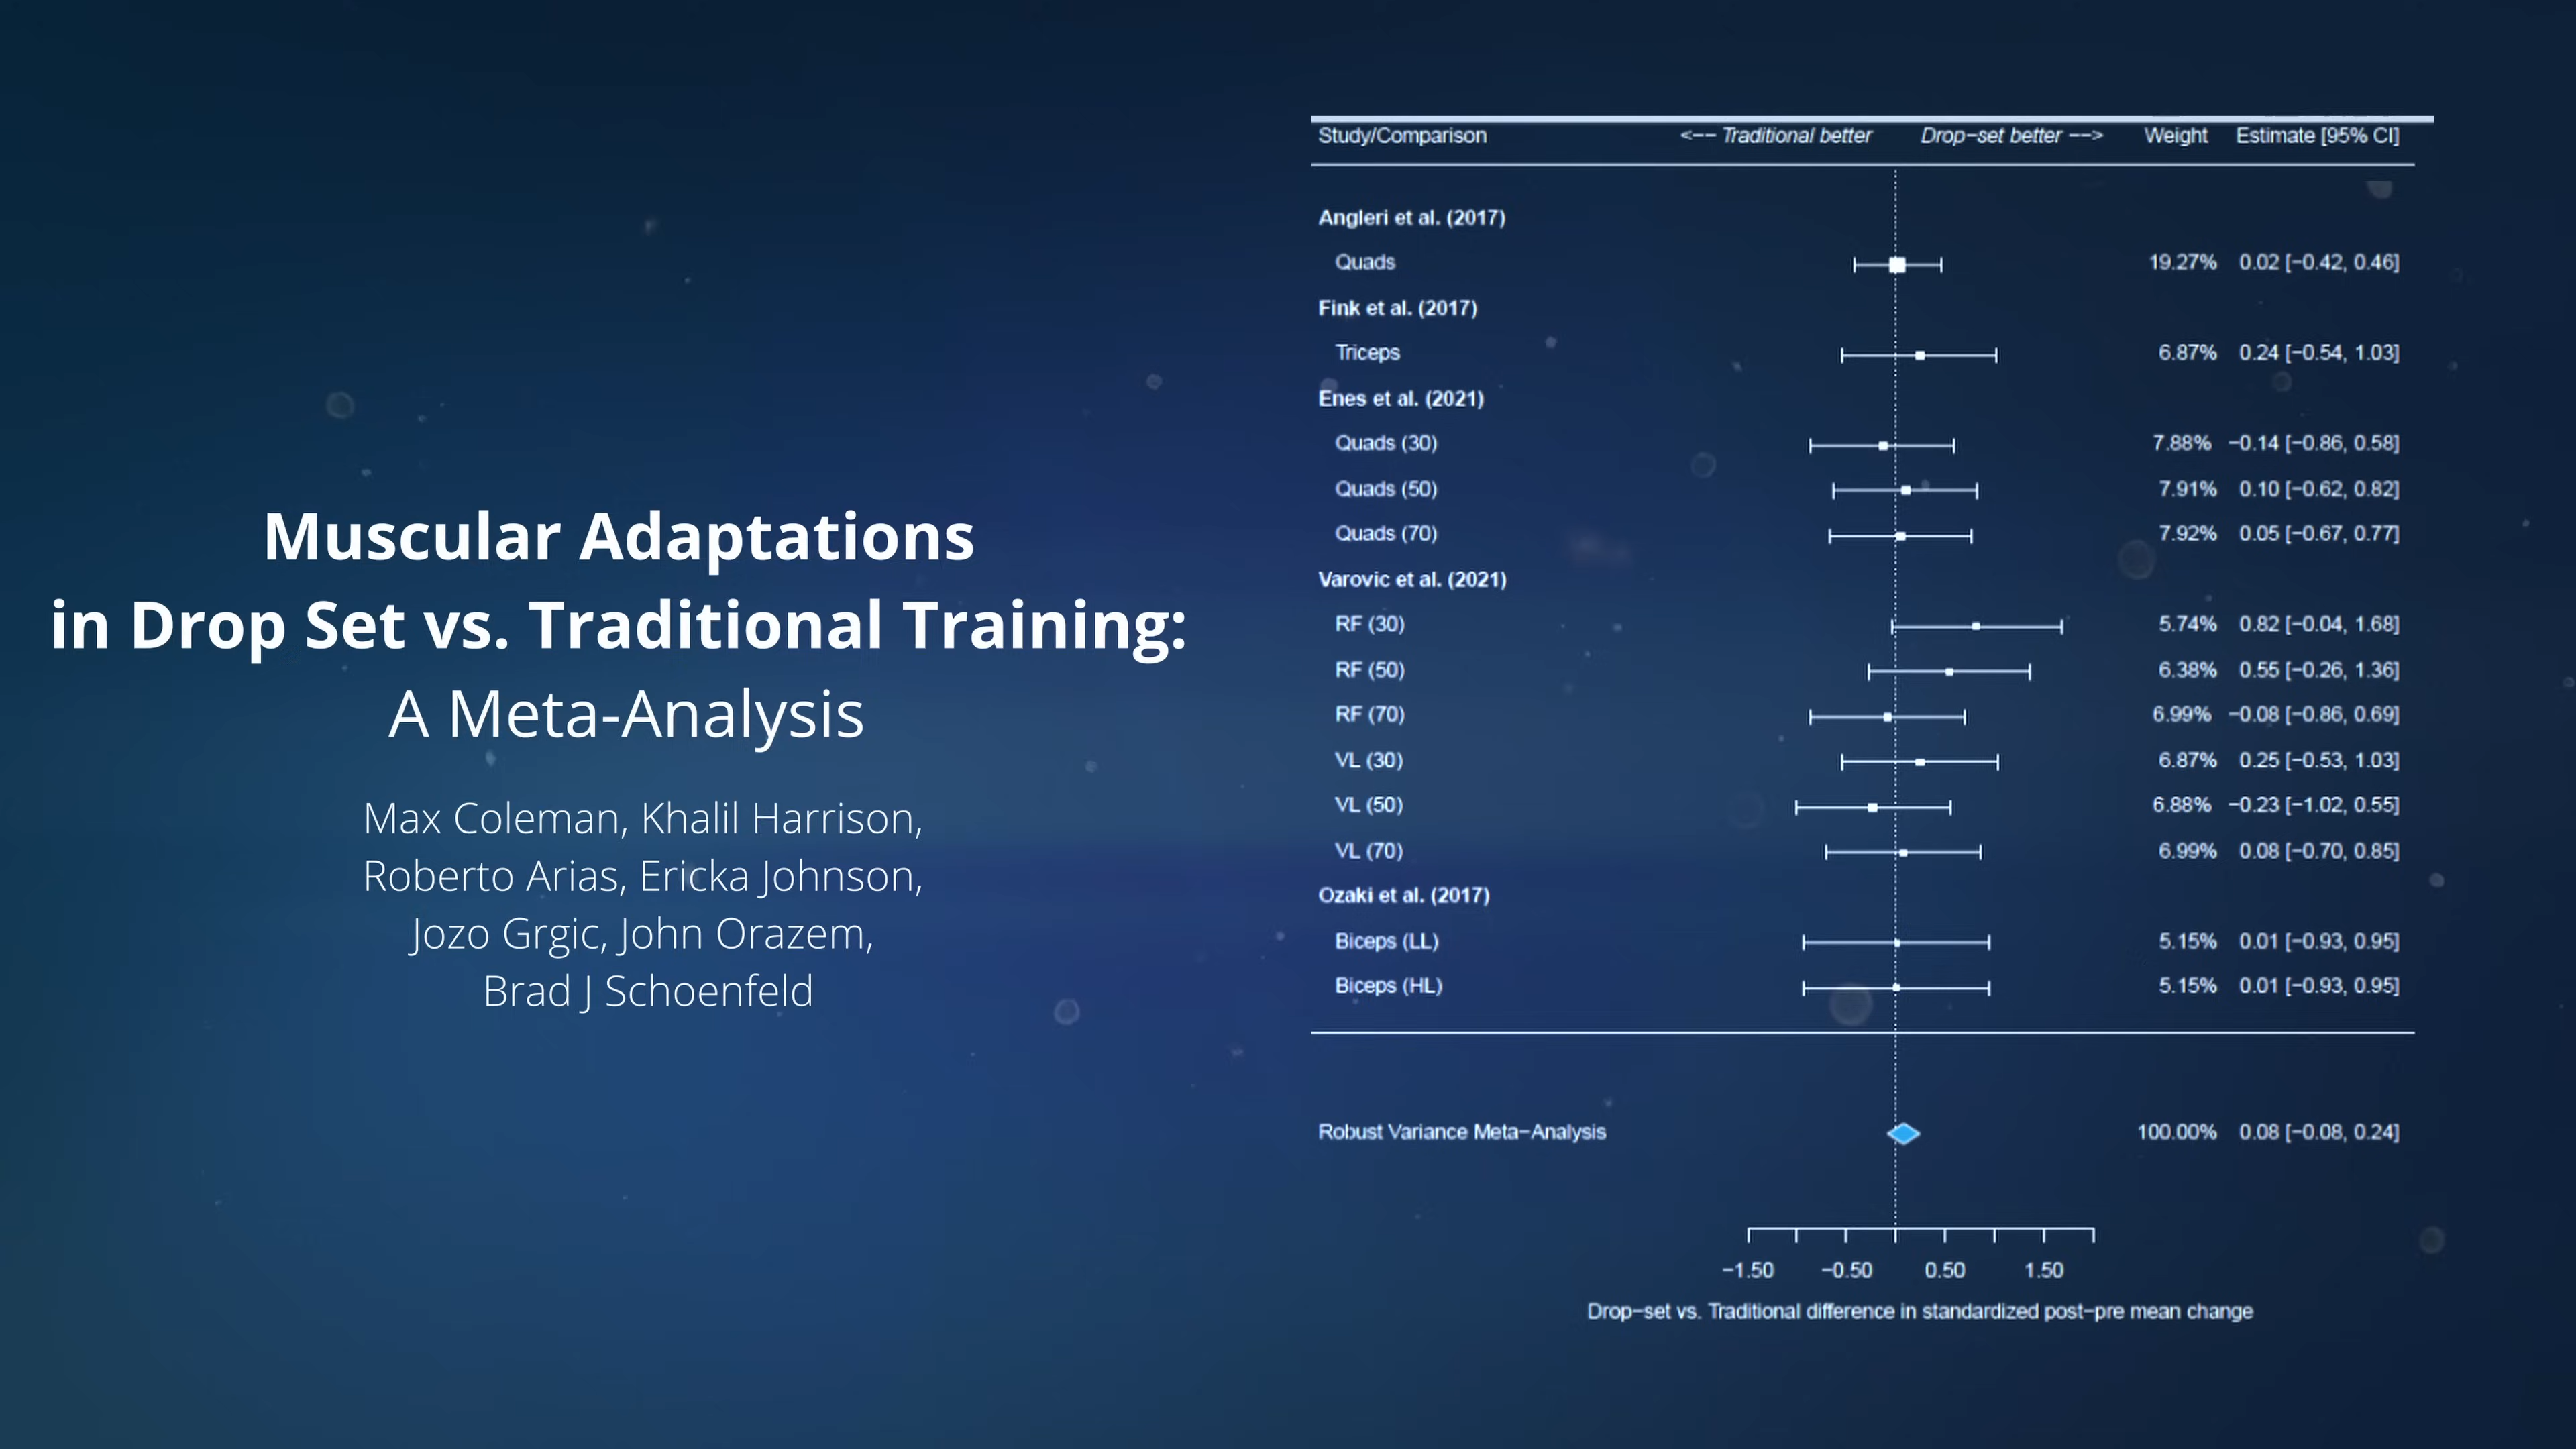 Muscular Adaptations
in Drop Set vs. Traditional Training:
A Meta-Analysis
Max Coleman, Khalil Harrison,
Roberto Arias, Ericka Johnson,
Jozo Grgic, John Orazem,
Brad J Schoenfeld
Study/Comparison <-- Traditional better Drop-set better --> Weight Estimate [95% CI]
Angleri et al. (2017)
Quads 19.27% 0.02 [-0.42, 0.46]
Fink et al. (2017)
Triceps 6.87% 0.24 [-0.54, 1.03]
Enes et al. (2021)
Quads (30) 7.88% -0.14 [-0.86, 0.58]
Quads (50) 7.91% 0.10 [-0.62, 0.82]
Quads (70) 7.92% 0.05 [-0.67, 0.77]
Varovic et al. (2021)
RF (30) 5.74% 0.82 [-0.04, 1.68]
RF (50) 6.38% 0.55 [-0.26, 1.36]
RF (70) 6.99% -0.08 [-0.86, 0.69]
VL (30) 6.87% 0.25 [-0.53, 1.03]
VL (50) 6.88% -0.23 [-1.02, 0.55]
VL (70) 6.99% 0.08 [-0.70, 0.85]
Ozaki et al. (2017)
Biceps (LL) 5.15% 0.01 [-0.93, 0.95]
Biceps (HL) 5.15% 0.01 [-0.93, 0.95]
Robust Variance Meta-Analysis 100.00% 0.08 [-0.08, 0.24]
-1.50 -0.50 0.50 1.50
Drop-set vs. Traditional difference in standardized post-pre mean change